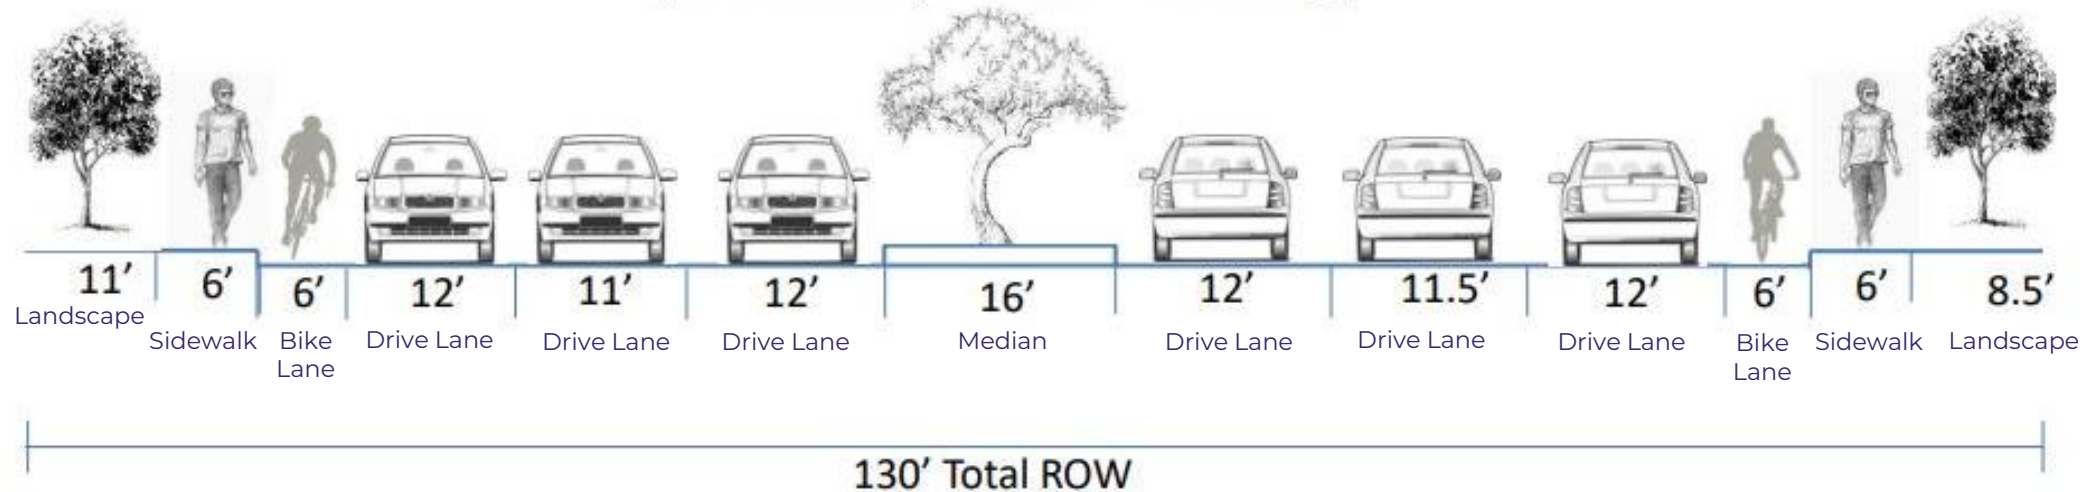 11’ 6’ 6’ 12’ 11’ 12’ 16’ 12’ 11.5’ 12’ 6’ 6’ 8.5’
Landscape Sidewalk Bike Drive Lane Drive Lane Drive Lane Median Drive Lane Drive Lane Drive Lane Bike Sidewalk Landscape
Lane Lane
130’ Total ROW